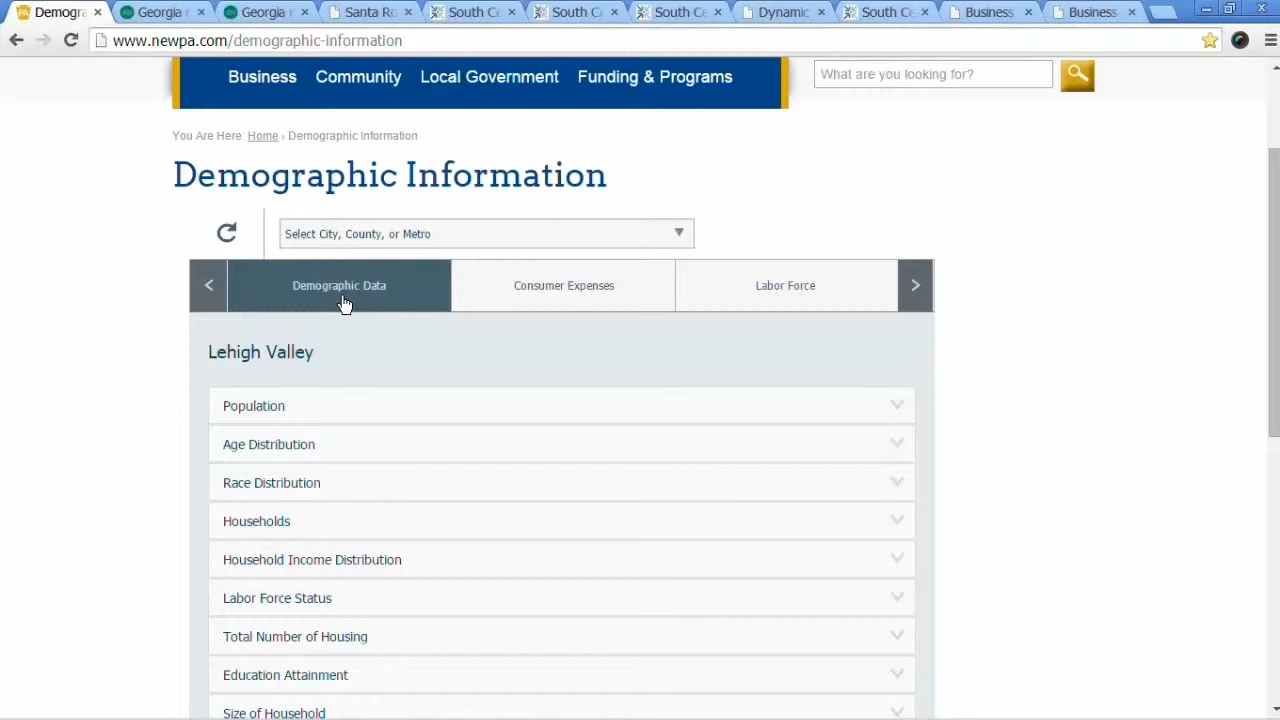 Demogra
Georgia r
Georgia r
Santa Ro
South C
South C
South C
Dynamic
South C
Business
Business
www.newpa.com/demographic-information
Business Community Local Government Funding & Programs
What are you looking for?
You Are Here Home › Demographic Information
Demographic Information
Select City, County, or Metro
Demographic Data
Consumer Expenses
Labor Force
Lehigh Valley
Population
Age Distribution
Race Distribution
Households
Household Income Distribution
Labor Force Status
Total Number of Housing
Education Attainment
Size of Household